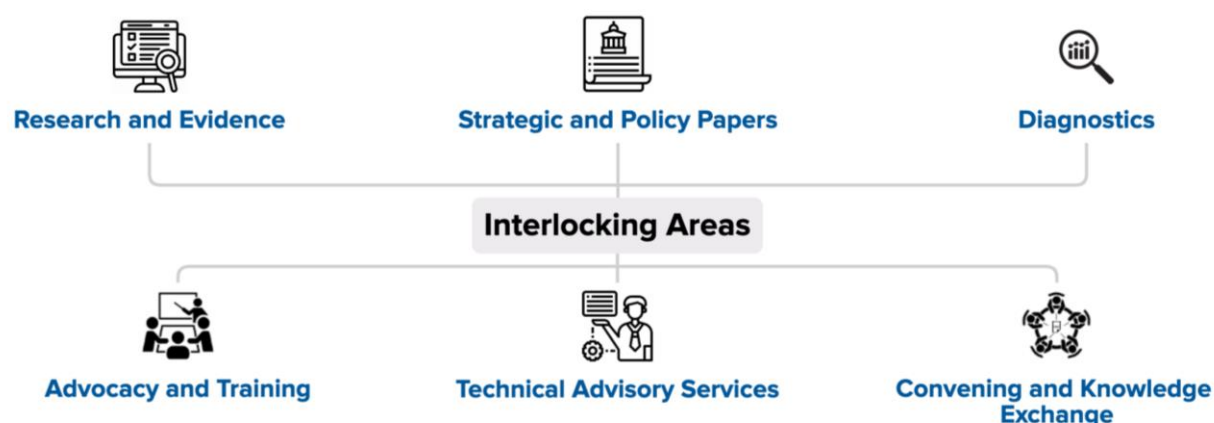 Research and Evidence
Strategic and Policy Papers
Diagnostics
Interlocking Areas
Advocacy and Training
Technical Advisory Services
Convening and Knowledge
Exchange